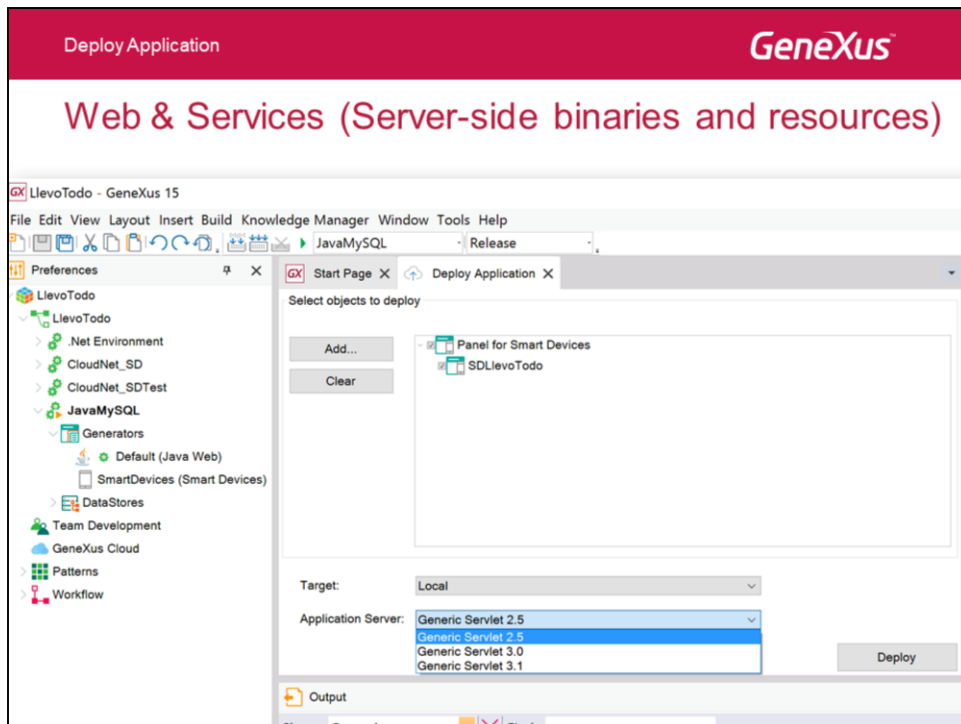 Deploy Application
GeneXus™
Web & Services (Server-side binaries and resources)
LlevoTodo - GeneXus 15
File Edit View Layout Insert Build Knowledge Manager Window Tools Help
JavaMySQL
Release
Preferences
Start Page
Deploy Application
LlevoTodo
LlevoTodo
.Net Environment
CloudNet_SD
CloudNet_SDTest
JavaMySQL
Generators
Default (Java Web)
SmartDevices (Smart Devices)
DataStores
Team Development
GeneXus Cloud
Patterns
Workflow
Select objects to deploy
Add...
Clear
Panel for Smart Devices
SDLlevoTodo
Target:
Local
Application Server:
Generic Servlet 2.5
Generic Servlet 2.5
Generic Servlet 3.0
Generic Servlet 3.1
Deploy
Output